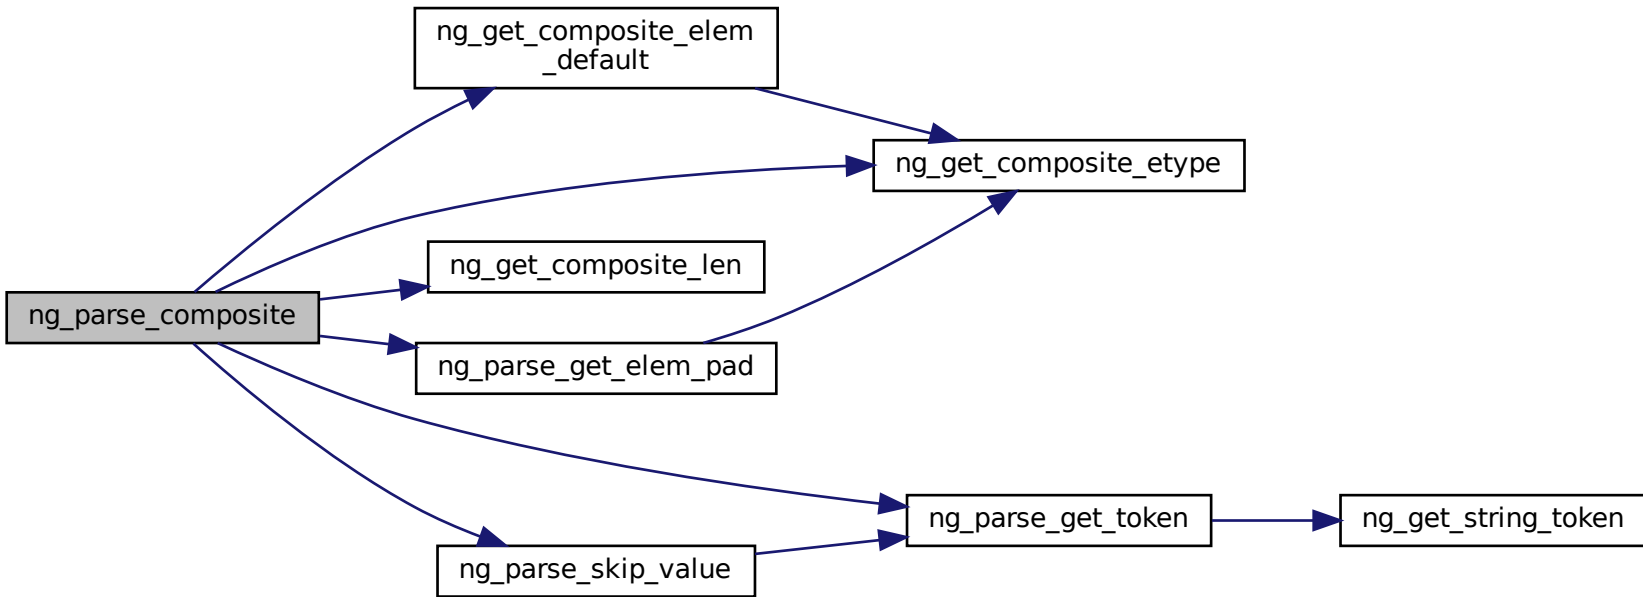 ng_get_composite_elem
_default
ng_get_composite_etype
ng_get_composite_len
ng_parse_composite
ng_parse_get_elem_pad
ng_parse_get_token
ng_get_string_token
ng_parse_skip_value